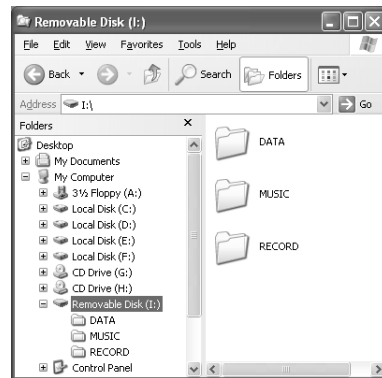 Removable Disk (I:)
File Edit View Favorites Tools Help
Back Search Folders
Address I:\ Go
Folders ×
Desktop
My Documents
My Computer
3½ Floppy (A:)
Local Disk (C:)
Local Disk (D:)
Local Disk (E:)
Local Disk (F:)
CD Drive (G:)
CD Drive (H:)
Removable Disk (I:)
DATA
MUSIC
RECORD
Control Panel
DATA
MUSIC
RECORD